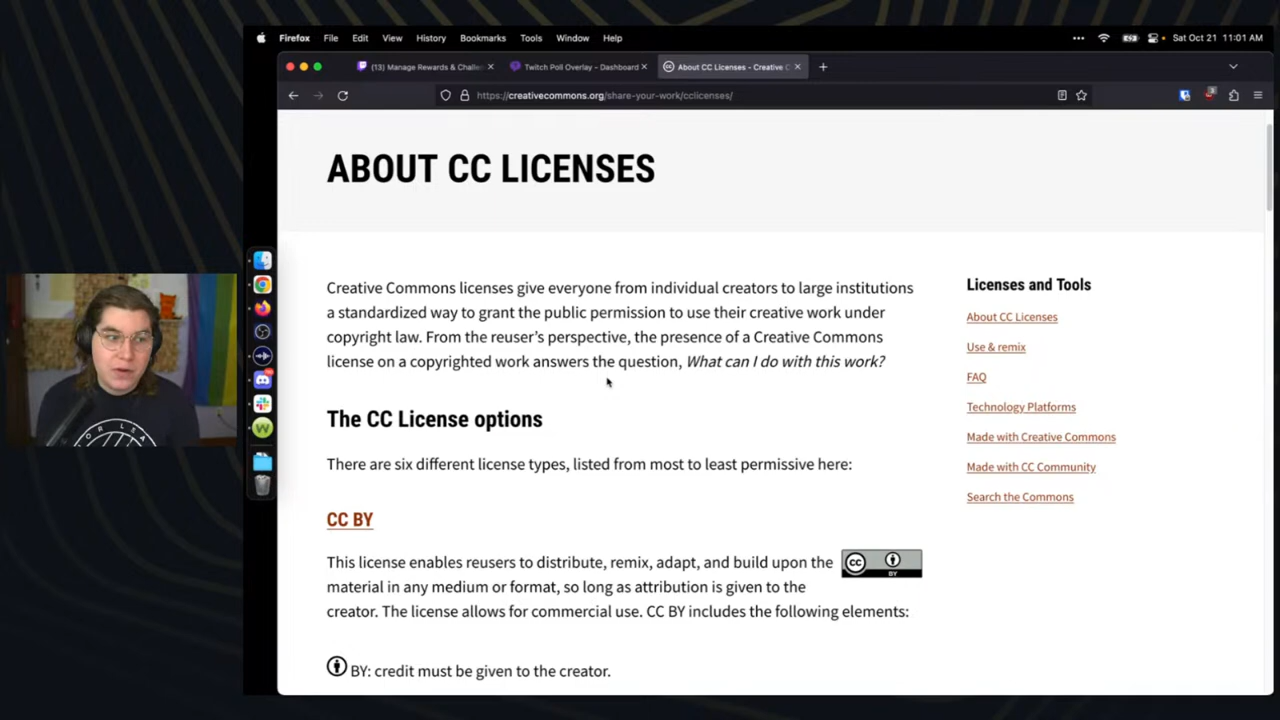 Firefox File Edit View History Bookmarks Tools Window Help Sat Oct 21 11:01 AM
(13) Manage Rewards & Challe Twitch Poll Overlay - Dashboard About CC Licenses - Creative C
https://creativecommons.org/share-your-work/cclicenses/
ABOUT CC LICENSES
Creative Commons licenses give everyone from individual creators to large institutions
a standardized way to grant the public permission to use their creative work under
copyright law. From the reuser's perspective, the presence of a Creative Commons
license on a copyrighted work answers the question, What can I do with this work?
The CC License options
There are six different license types, listed from most to least permissive here:
CC BY
This license enables reusers to distribute, remix, adapt, and build upon the
material in any medium or format, so long as attribution is given to the
creator. The license allows for commercial use. CC BY includes the following elements:
cc
BY
BY: credit must be given to the creator.
Licenses and Tools
About CC Licenses
Use & remix
FAQ
Technology Platforms
Made with Creative Commons
Made with CC Community
Search the Commons